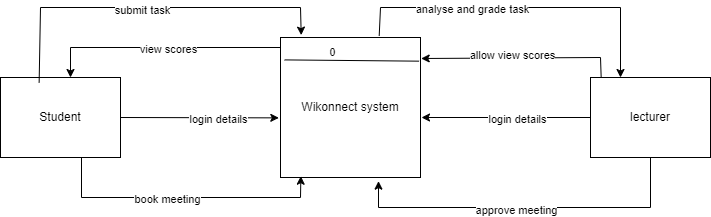 submit task
analyse and grade task
view scores
0
allow view scores
Student
Wikonnect system
lecturer
login details
login details
book meeting
approve meeting